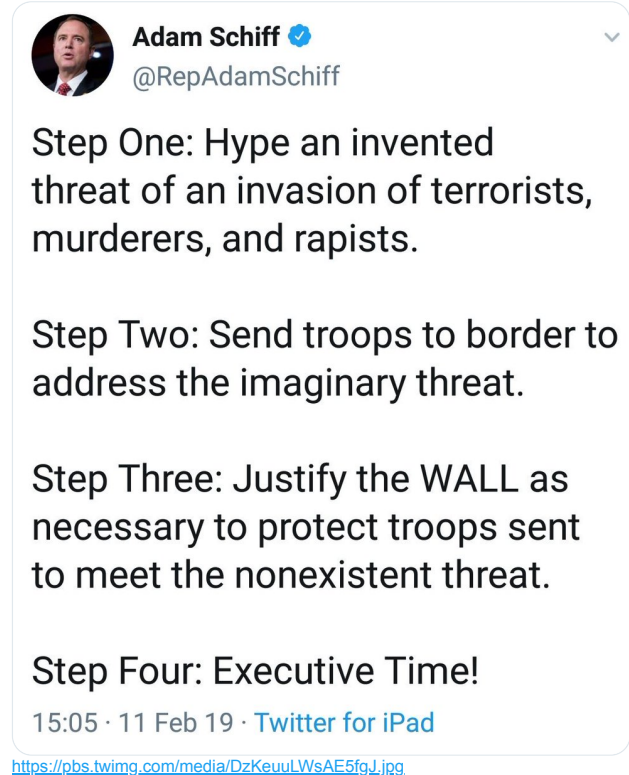 Adam Schiff
@RepAdamSchiff
Step One: Hype an invented
threat of an invasion of terrorists,
murderers, and rapists.
Step Two: Send troops to border to
address the imaginary threat.
Step Three: Justify the WALL as
necessary to protect troops sent
to meet the nonexistent threat.
Step Four: Executive Time!
15:05 · 11 Feb 19 · Twitter for iPad
https://pbs.twimg.com/media/DzKeuuLWsAE5fgJ.jpg